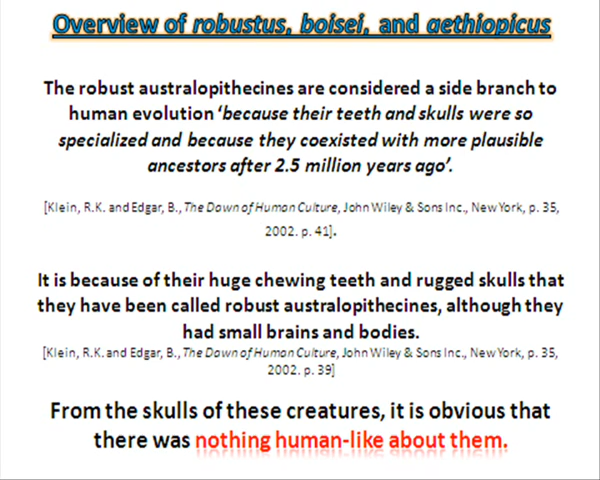 Overview of robustus, boisei, and aethiopicus
The robust australopithecines are considered a side branch to
human evolution ‘because their teeth and skulls were so
specialized and because they coexisted with more plausible
ancestors after 2.5 million years ago’.
[Klein, R.K. and Edgar, B., The Dawn of Human Culture, John Wiley & Sons Inc., New York, p. 35,
2002. p. 41].
It is because of their huge chewing teeth and rugged skulls that
they have been called robust australopithecines, although they
had small brains and bodies.
[Klein, R.K. and Edgar, B., The Dawn of Human Culture, John Wiley & Sons Inc., New York, p. 35,
2002. p. 39]
From the skulls of these creatures, it is obvious that
there was nothing human-like about them.